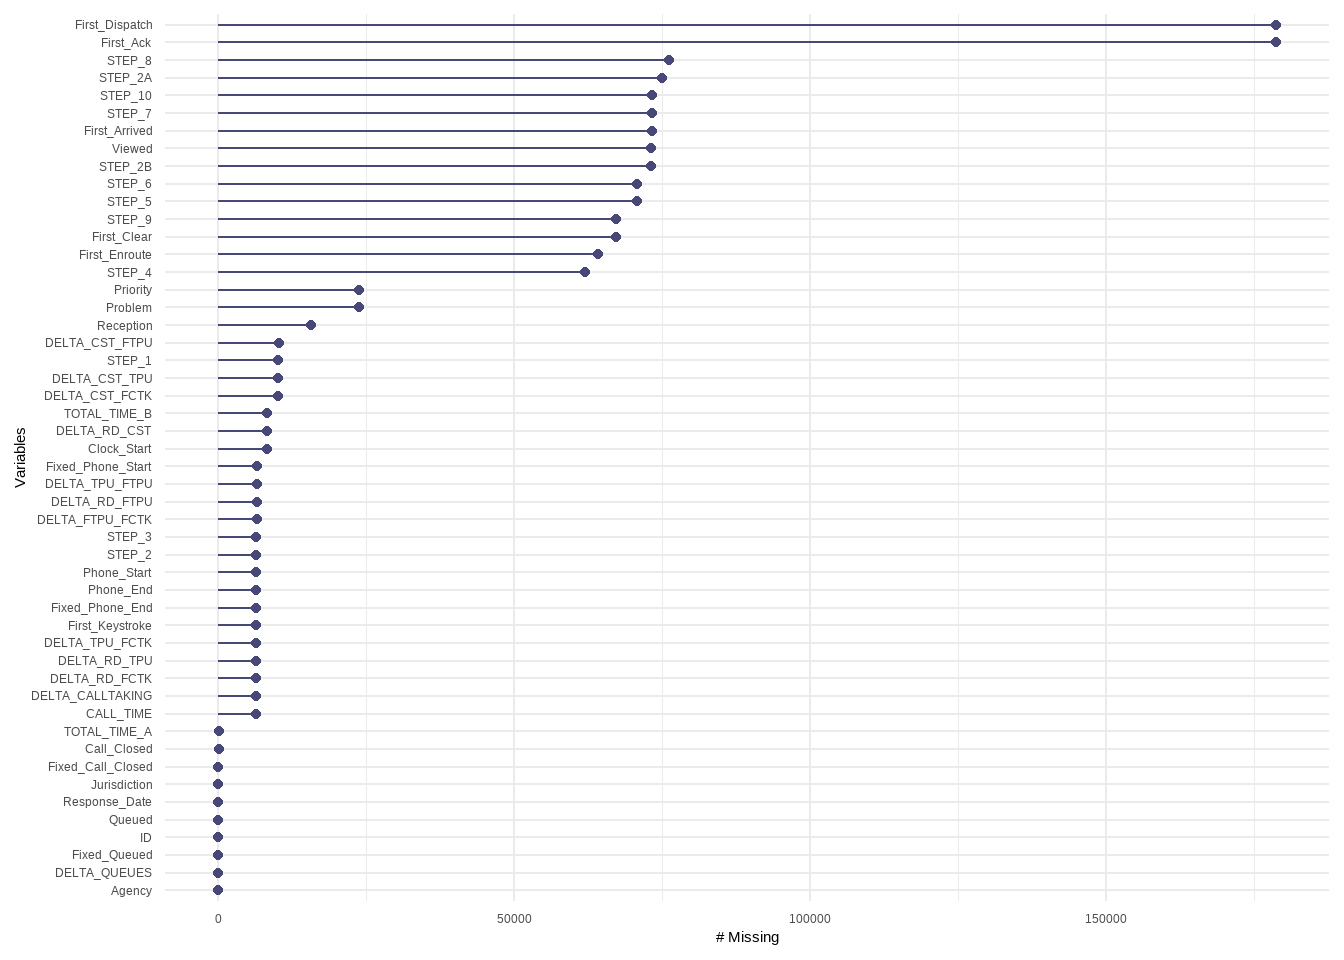 First_Dispatch
First_Ack
STEP_8
STEP_2A
STEP_10
STEP_7
First_Arrived
Viewed
STEP_2B
STEP_6
STEP_5
STEP_9
First_Clear
First_Enroute
STEP_4
Priority
Problem
Reception
DELTA_CST_FTPU
STEP_1
DELTA_CST_TPU
DELTA_CST_FCTK
TOTAL_TIME_B
DELTA_RD_CST
Clock_Start
Fixed_Phone_Start
DELTA_TPU_FTPU
DELTA_RD_FTPU
DELTA_FTPU_FCTK
STEP_3
STEP_2
Phone_Start
Phone_End
Fixed_Phone_End
First_Keystroke
DELTA_TPU_FCTK
DELTA_RD_TPU
DELTA_RD_FCTK
DELTA_CALLTAKING
CALL_TIME
TOTAL_TIME_A
Call_Closed
Fixed_Call_Closed
Jurisdiction
Response_Date
Queued
ID
Fixed_Queued
DELTA_QUEUES
Agency
Variables
0 50000 100000 150000
# Missing